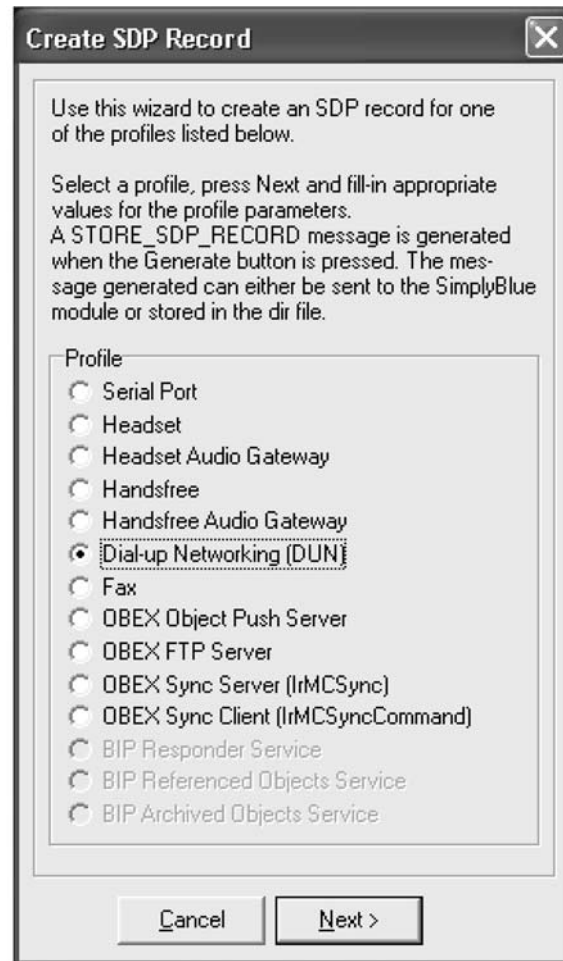 Create SDP Record
Use this wizard to create an SDP record for one
of the profiles listed below.
Select a profile, press Next and fill-in appropriate
values for the profile parameters.
A STORE_SDP_RECORD message is generated
when the Generate button is pressed. The mes-
sage generated can either be sent to the SimplyBlue
module or stored in the dir file.
Profile
Serial Port
Headset
Headset Audio Gateway
Handsfree
Handsfree Audio Gateway
Dial-up Networking (DUN)
Fax
OBEX Object Push Server
OBEX FTP Server
OBEX Sync Server (IrMCSync)
OBEX Sync Client (IrMCSyncCommand)
BIP Responder Service
BIP Referenced Objects Service
BIP Archived Objects Service
Cancel
Next >